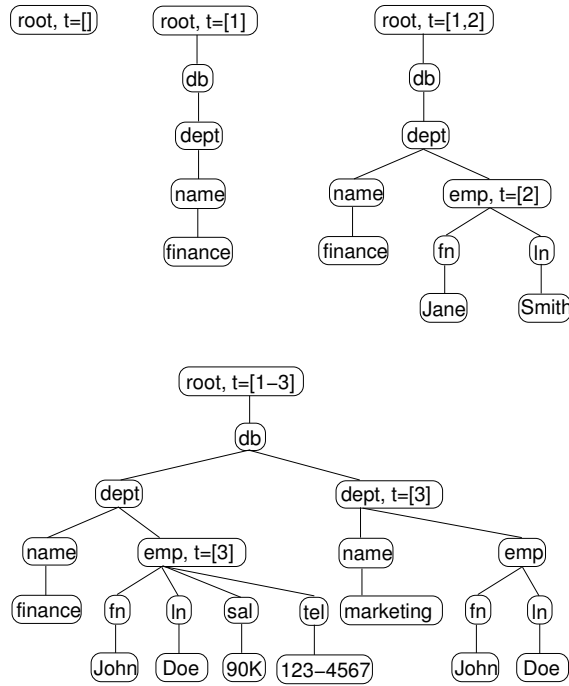 root, t=[] root, t=[1] root, t=[1,2]
db db
dept dept
name name emp, t=[2]
finance finance fn ln
Jane Smith
root, t=[1−3]
db
dept dept, t=[3]
name emp, t=[3] name emp
finance fn ln sal tel marketing fn ln
John Doe 90K 123−4567 John Doe